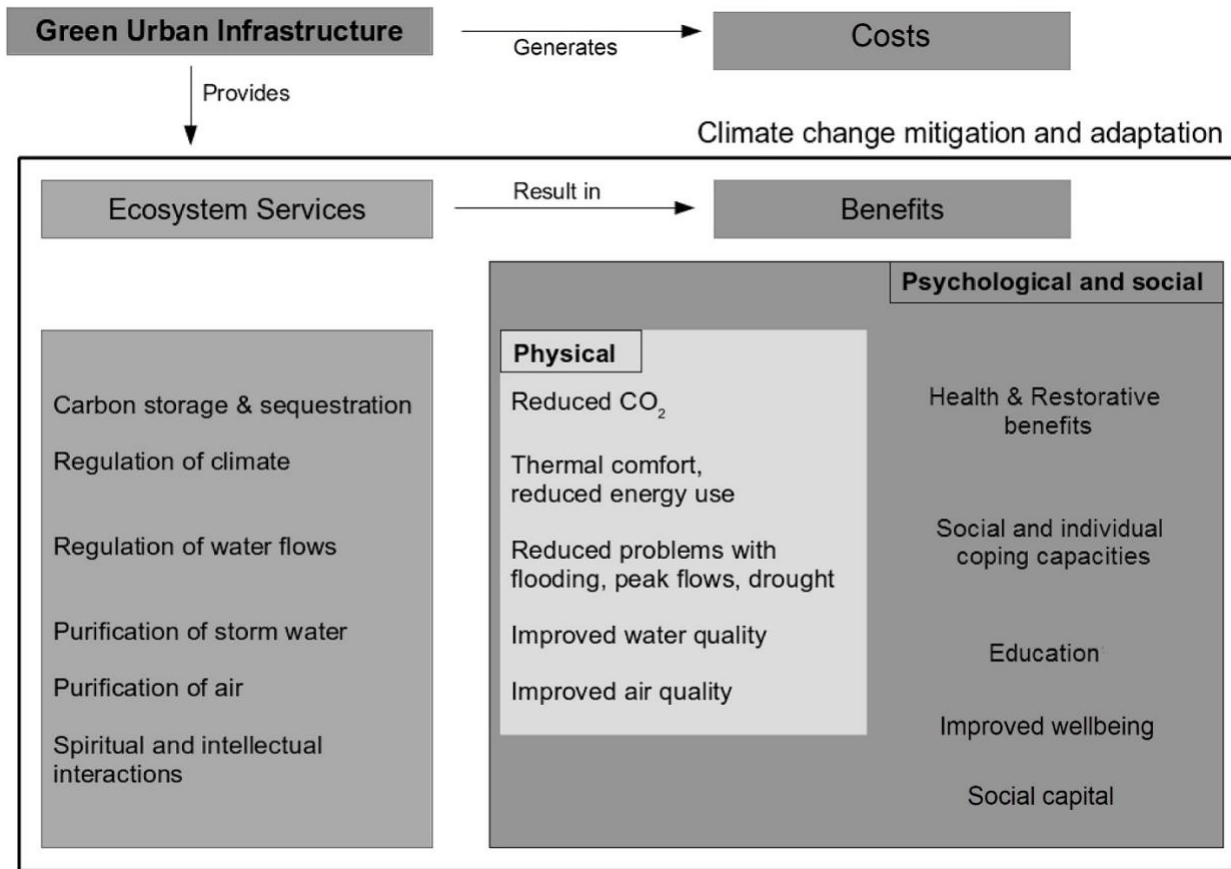 Green Urban Infrastructure
Generates
Costs
Provides
Climate change mitigation and adaptation
Ecosystem Services
Result in
Benefits
Carbon storage & sequestration
Regulation of climate
Regulation of water flows
Purification of storm water
Purification of air
Spiritual and intellectual
interactions
Physical
Reduced CO₂
Thermal comfort,
reduced energy use
Reduced problems with
flooding, peak flows, drought
Improved water quality
Improved air quality
Psychological and social
Health & Restorative
benefits
Social and individual
coping capacities
Education
Improved wellbeing
Social capital